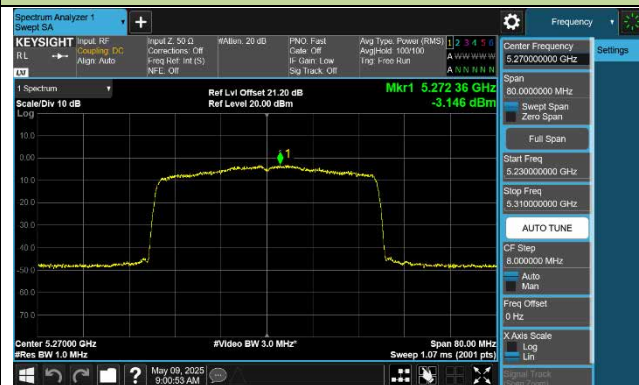 Spectrum Analyzer 1
Swept SA
+
Frequency
KEYSIGHT
Input: RF
Coupling: DC
Align: Auto
Input Z: 50 Ω
Corrections: Off
Freq Ref: Int (S)
NFE: Off
#Atten: 20 dB
PNO: Fast
Gate: Off
IF Gain: Low
Sig Track: Off
Avg Type: Power (RMS)
Avg|Hold: 100/100
Trig: Free Run
1 2 3 4 5 6
A W W W W W
A N N N N N
RL
LXI
1 Spectrum
Scale/Div 10 dB
Log
Ref Lvl Offset 21.20 dB
Ref Level 20.00 dBm
Mkr1 5.272 36 GHz
-3.146 dBm
1
10.0
0.00
10.0
20.0
30.0
40.0
-50.0
60.0
70.0
Center 5.27000 GHz
#Res BW 1.0 MHz
#Video BW 3.0 MHz*
Span 80.00 MHz
Sweep 1.07 ms (2001 pts)
May 09, 2025
9:00:53 AM
?
Center Frequency
5.270000000 GHz
Settings
Span
80.0000000 MHz
Swept Span
Zero Span
Full Span
Start Freq
5.230000000 GHz
Stop Freq
5.310000000 GHz
AUTO TUNE
CF Step
8.000000 MHz
Auto
Man
Freq Offset
0 Hz
X Axis Scale
Log
Lin
Signal Track